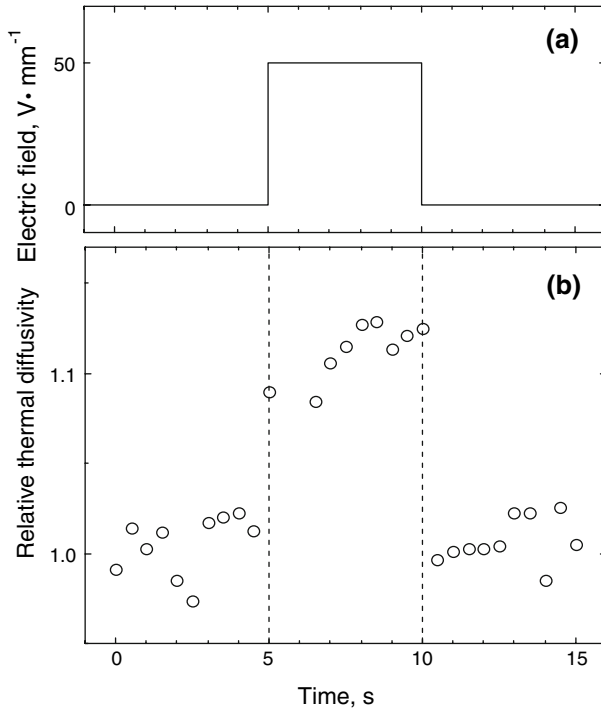 (a)
Electric field, V• mm⁻¹
50
0
(b)
Relative thermal diffusivity
1.1
1.0
0 5 10 15
Time, s